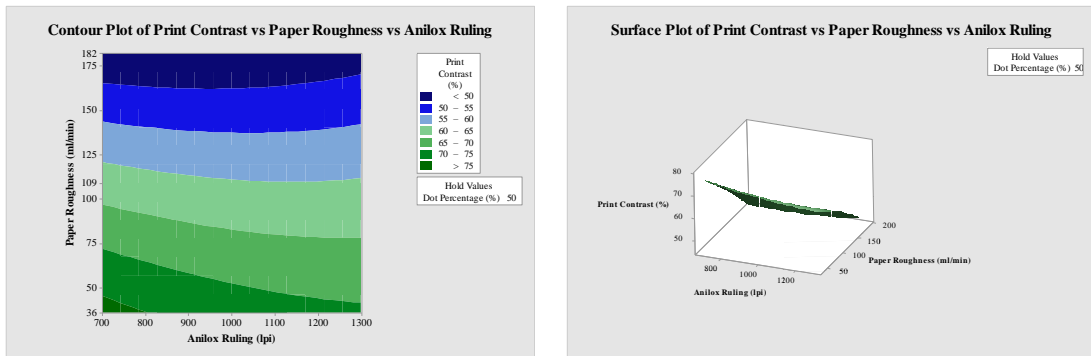 Contour Plot of Print Contrast vs Paper Roughness vs Anilox Ruling
182
175
150
125
109
100
75
50
36
Paper Roughness (ml/min)
700 800 900 1000 1100 1200 1300
Anilox Ruling (lpi)
Print
Contrast
(%)
< 50
50 – 55
55 – 60
60 – 65
65 – 70
70 – 75
> 75
Hold Values
Dot Percentage (%) 50
Surface Plot of Print Contrast vs Paper Roughness vs Anilox Ruling
Hold Values
Dot Percentage (%) 50
80
70
60
50
Print Contrast (%)
800
1000
1200
Anilox Ruling (lpi)
200
150
100
50
Paper Roughness (ml/min)